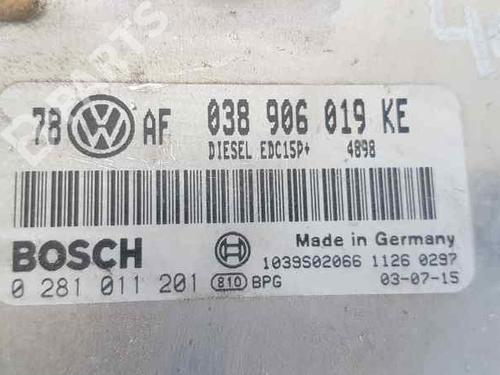 78 VW AF 038 906 019 KE
DIESEL EDC15P+ 4898
BOSCH Made in Germany
1039S02066 1126 0297
0 281 011 201 810 BPG 03-07-15